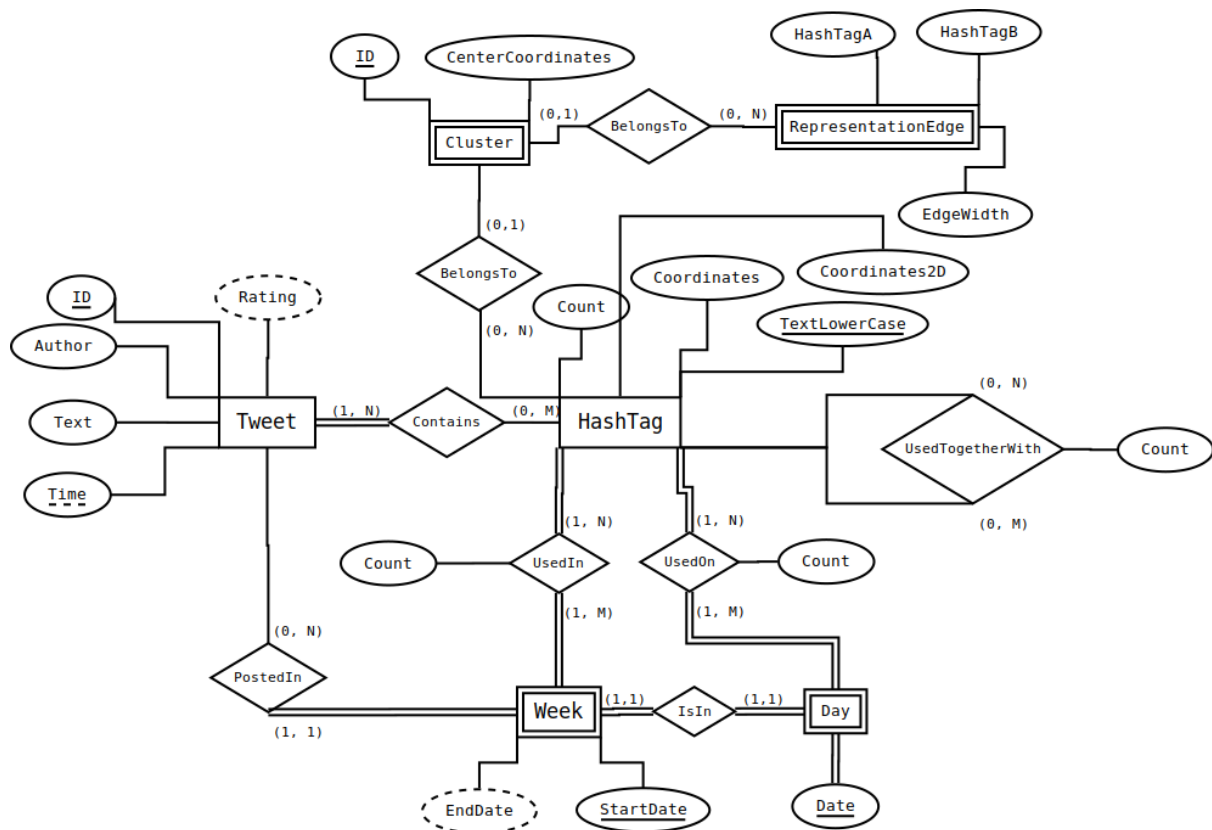 HashTagA
HashTagB
ID
CenterCoordinates
(0,1)
(0, N)
BelongsTo
RepresentationEdge
Cluster
EdgeWidth
(0,1)
BelongsTo
Coordinates2D
Coordinates
ID
Rating
Count
TextLowerCase
(0, N)
Author
(0, N)
(1, N)
(0, M)
Text
Tweet
Contains
HashTag
UsedTogetherWith
Count
Time
(1, N)
(1, N)
(0, M)
Count
UsedIn
UsedOn
Count
(1, M)
(1, M)
(0, N)
PostedIn
(1,1)
(1,1)
Week
IsIn
Day
(1, 1)
EndDate
StartDate
Date